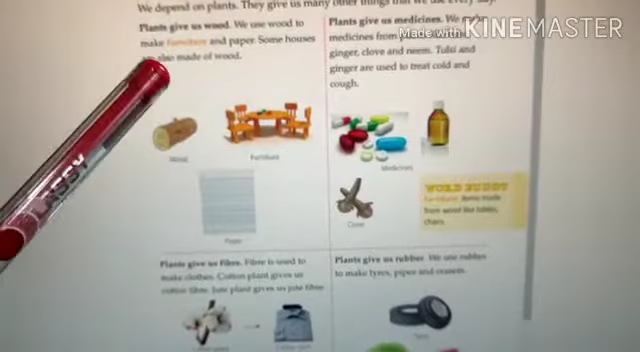 We depend on plants. They give us many other things that we use every day.
Plants give us wood. We use wood to
make furniture and paper. Some houses
are also made of wood.
Plants give us medicines. We
medicines from
ginger, clove and neem. Tulsi and
ginger are used to treat cold and
cough.
Made with KINEMASTER
Wood
Furniture
Medicines
Paper
Clove
WORD BUDDY
Furniture: items made
from wood like tables,
chairs
Plants give us fibre. Fibre is used to
make clothes. Cotton plant gives us
cotton fibre. Jute plant gives us jute fibre
Plants give us rubber. We use rubber
to make tyres, pipes and erasers.
Tyres